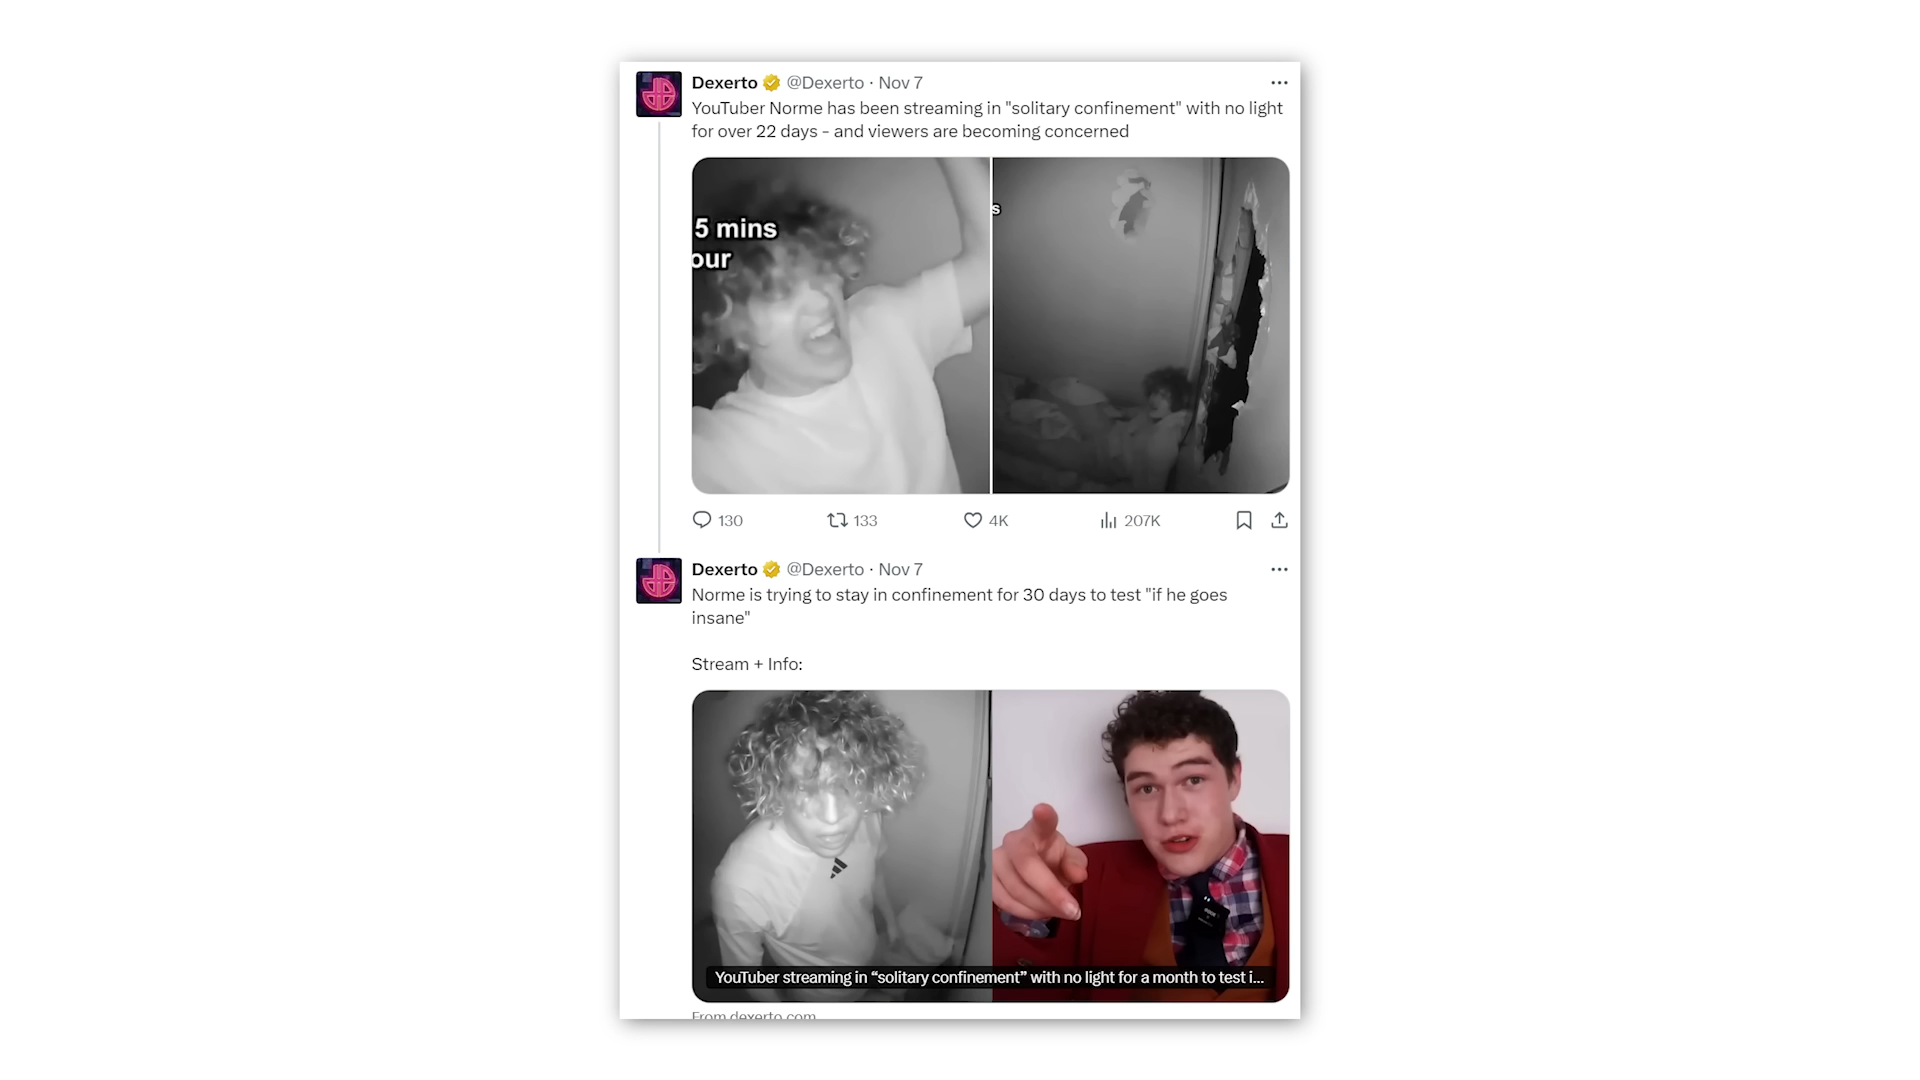 Dexerto @Dexerto · Nov 7
YouTuber Norme has been streaming in "solitary confinement" with no light
for over 22 days - and viewers are becoming concerned
5 mins
our
s
130 133 4K 207K
Dexerto @Dexerto · Nov 7
Norme is trying to stay in confinement for 30 days to test "if he goes
insane"
Stream + Info:
YouTuber streaming in “solitary confinement” with no light for a month to test i...
From dexerto.com